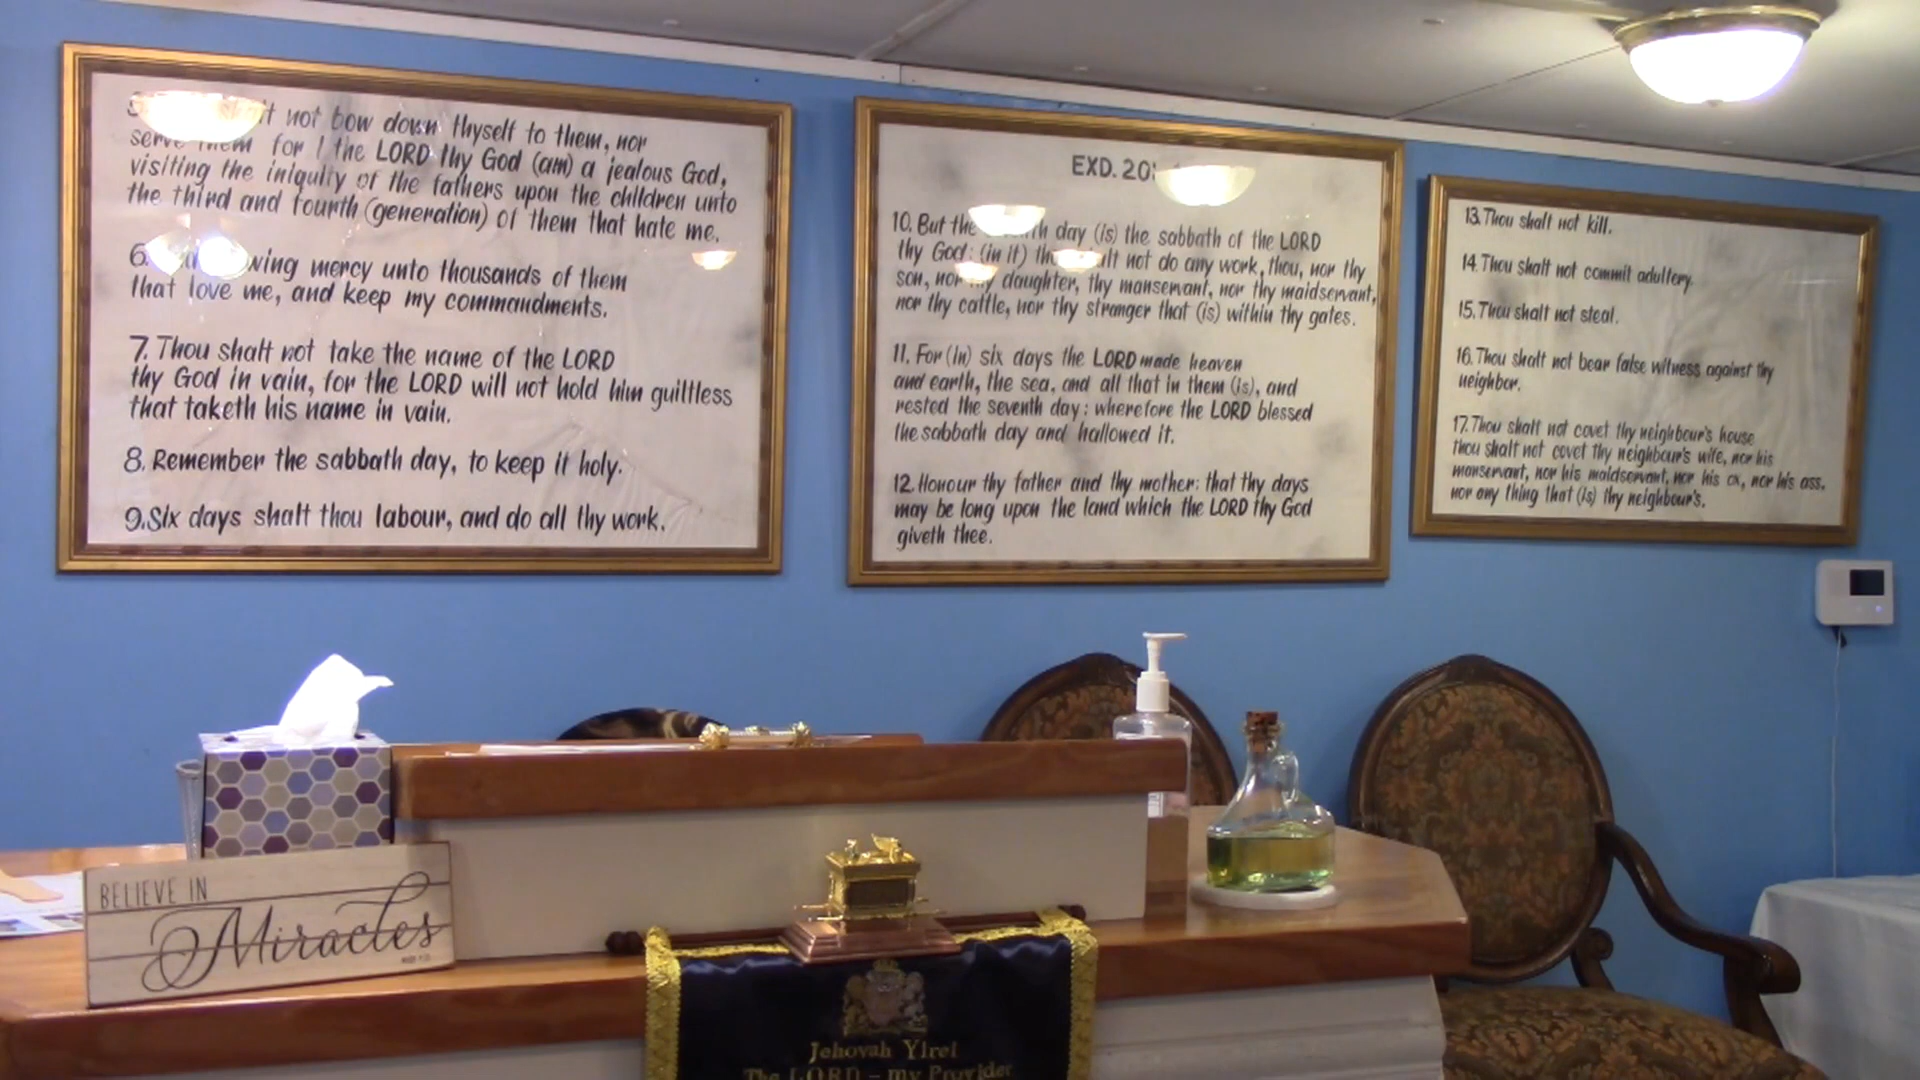 not bow down thyself to them, nor
serve them for I the LORD thy God (am) a jealous God,
visiting the iniquity of the fathers upon the children unto
the third and fourth (generation) of them that hate me.
6. mercy unto thousands of them
that love me, and keep my commandments.
7. Thou shalt not take the name of the LORD
thy God in vain, for the LORD will not hold him guiltless
that taketh his name in vain.
8. Remember the sabbath day, to keep it holy.
9. Six days shalt thou labour, and do all thy work.
EXD. 20:
10. But the day (is) the sabbath of the LORD
thy God: (in it) not do any work, thou, nor thy
son, nor daughter, thy manservant, nor thy maidservant,
nor thy cattle, nor thy stranger that (is) within thy gates.
11. For (in) six days the LORD made heaven
and earth, the sea, and all that in them (is), and
rested the seventh day: wherefore the LORD blessed
the sabbath day and hallowed it.
12. Honour thy father and thy mother: that thy days
may be long upon the land which the LORD thy God
giveth thee.
13. Thou shalt not kill.
14. Thou shalt not commit adultery.
15. Thou shalt not steal.
16. Thou shalt not bear false witness against thy
neighbor.
17. Thou shalt not covet thy neighbour's house
thou shalt not covet thy neighbour's wife, nor his
manservant, nor his maidservant, nor his ox, nor his ass,
nor any thing that (is) thy neighbour's.
BELIEVE IN
Miracles
Jehovah Yirei
The LORD - my Provider